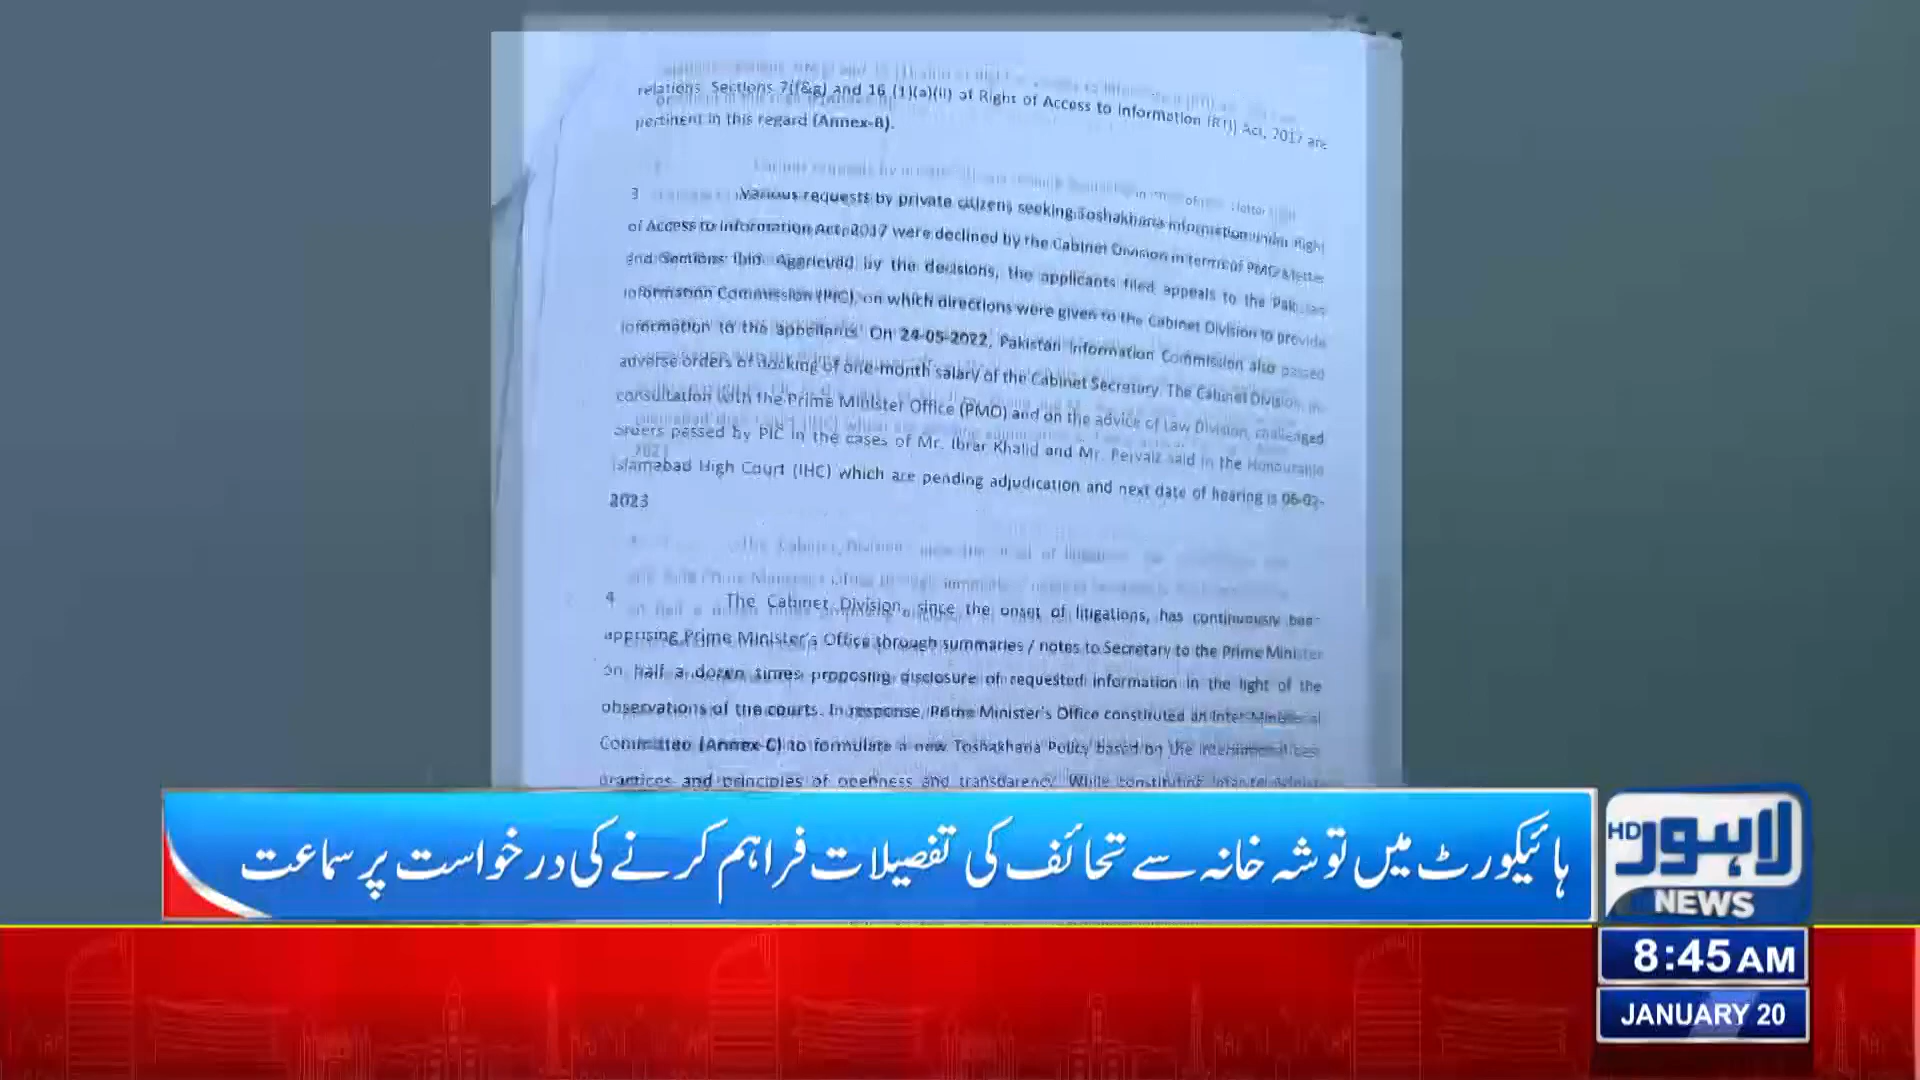 relations. Sections 7(f&g) and 16 (1)(a)(ii) of Right of Access to Information (RTI) Act, 2017 are
pertinent in this regard (Annex-B).
3 Various requests by private citizens seeking Toshakhana information under Right
of Access to Information Act, 2017 were declined by the Cabinet Division in terms of PMO letter
and Sections ibid. Aggrieved by the decisions, the applicants filed appeals to the Pakistan
Information Commission (PIC), on which directions were given to the Cabinet Division to provide
information to the appellants. On 24-05-2022, Pakistan Information Commission also passed
adverse orders of docking of one-month salary of the Cabinet Secretary. The Cabinet Division, in
consultation with the Prime Minister Office (PMO) and on the advice of Law Division, challenged
orders passed by PIC in the cases of Mr. Ibrar Khalid and Mr. Pervaiz Said in the Honourable
Islamabad High Court (IHC) which are pending adjudication and next date of hearing is 06-02-
2023
4 The Cabinet Division, since the onset of litigations, has continuously been
apprising Prime Minister's Office through summaries / notes to Secretary to the Prime Minister
on half a dozen times proposing disclosure of requested information in the light of the
observations of the courts. In response, Prime Minister's Office constituted an Inter-Ministerial
Committee (Annex-C) to formulate a new Toshakhana Policy based on the international best
practices and principles of openness and transparency. While constituting
ہائیکورٹ میں توشہ خانہ سے تحائف کی تفصیلات فراہم کرنے کی درخواست پر سماعت
لاہور HD
NEWS
8:45 AM
JANUARY 20